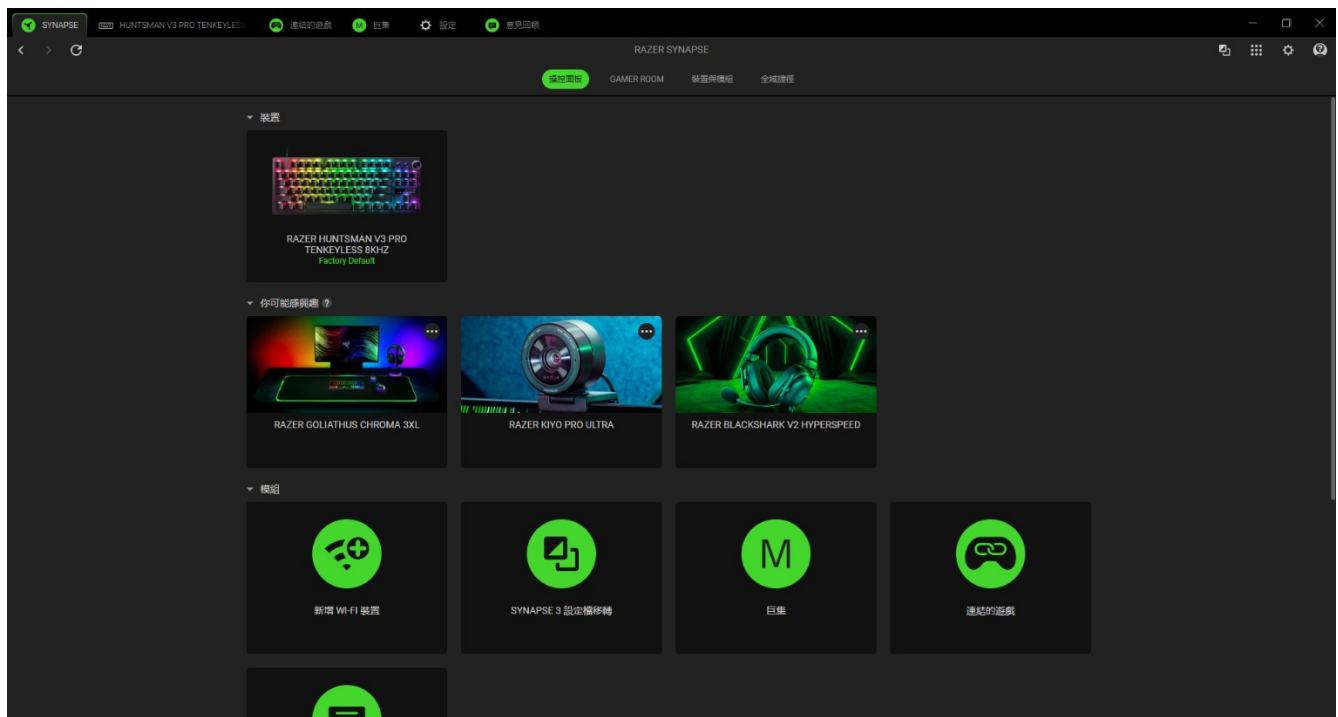 SYNAPSE
HUNTSMAN V3 PRO TENKEYLESS
連結的遊戲
巨集
設定
意見回饋
RAZER SYNAPSE
操控面板
GAMER ROOM
裝置與模組
全域捷徑
裝置
RAZER HUNTSMAN V3 PRO
TENKEYLESS 8KHZ
Factory Default
你可能感興趣
RAZER GOLIATHUS CHROMA 3XL
RAZER KIYO PRO ULTRA
RAZER BLACKSHARK V2 HYPERSPEED
模組
M
新增 WI-FI 裝置
SYNAPSE 3 設定檔移轉
巨集
連結的遊戲